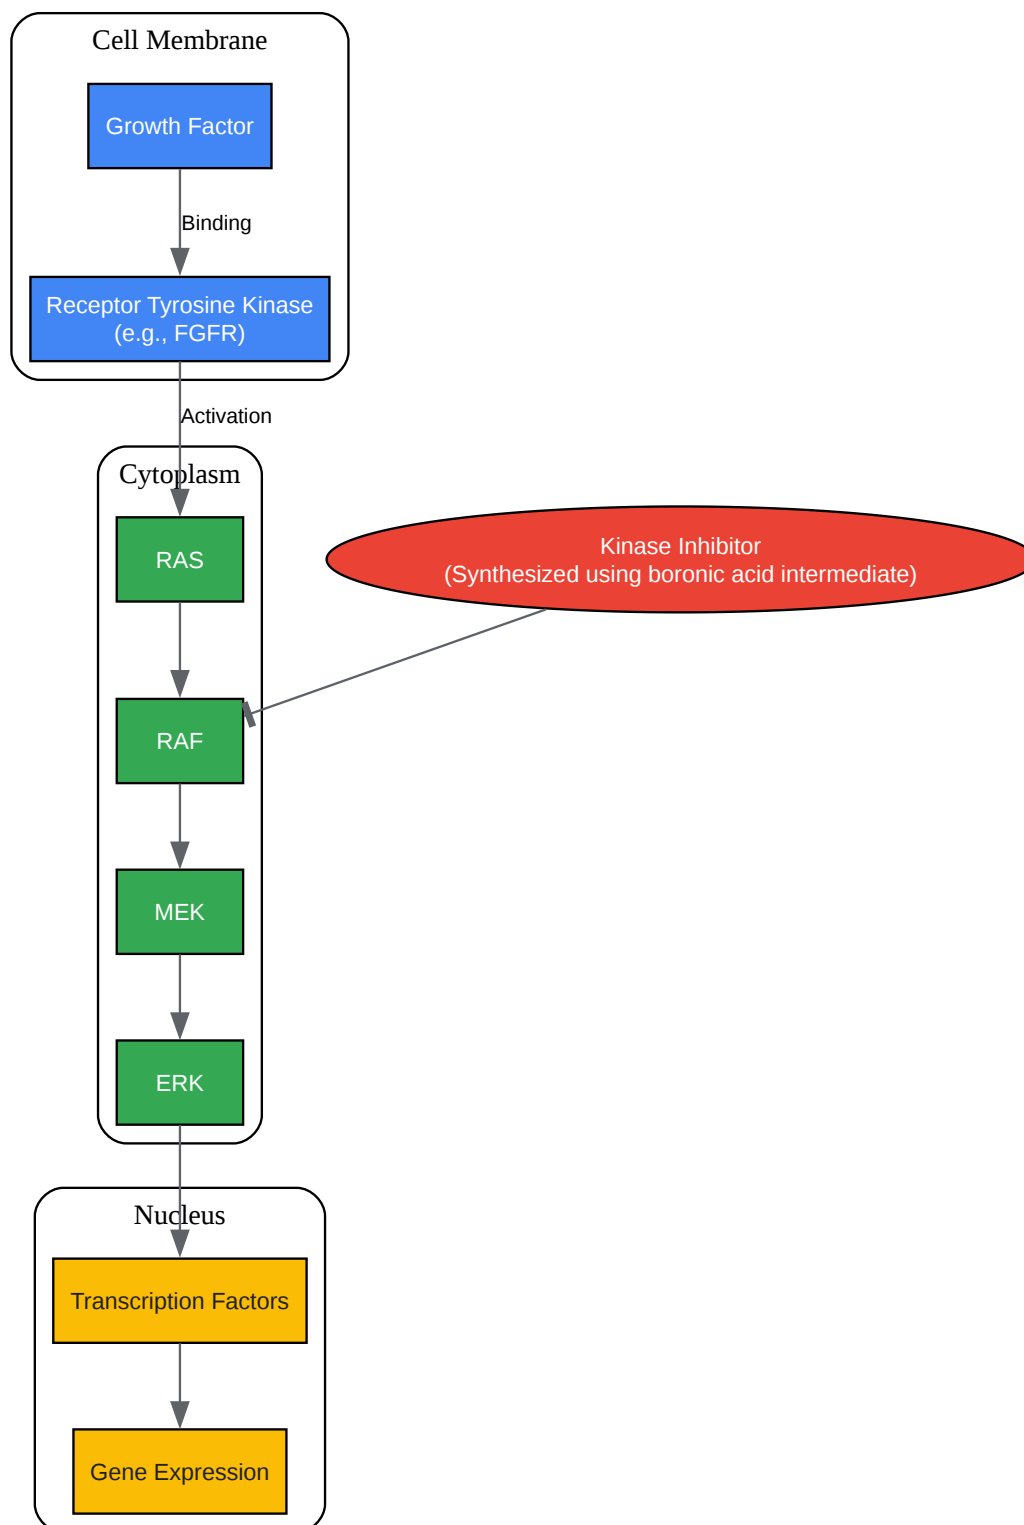 Cell Membrane
Growth Factor
Binding
Receptor Tyrosine Kinase
(e.g., FGFR)
Activation
Cytoplasm
RAS
Kinase Inhibitor
(Synthesized using boronic acid intermediate)
RAF
MEK
ERK
Nucleus
Transcription Factors
Gene Expression